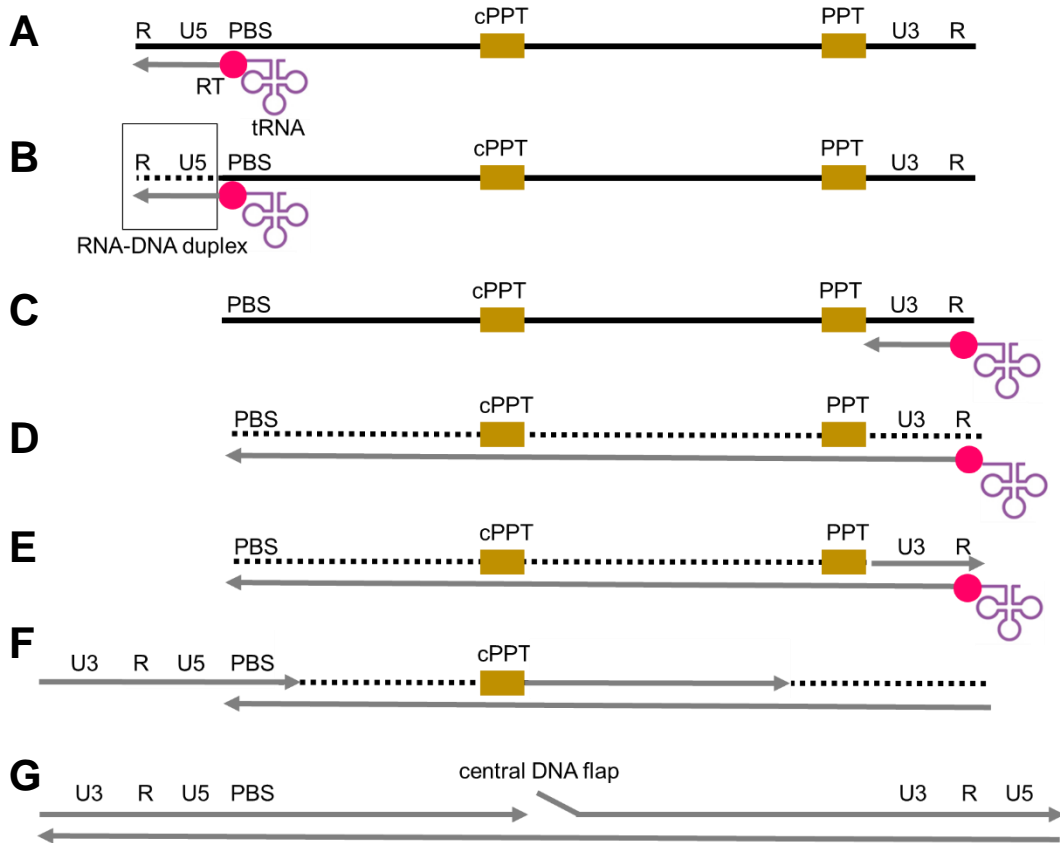 A
R U5 PBS cPPT PPT U3 R
RT
tRNA
B
R U5 PBS cPPT PPT U3 R
RNA-DNA duplex
C
PBS cPPT PPT U3 R
D
PBS cPPT PPT U3 R
E
PBS cPPT PPT U3 R
F
U3 R U5 PBS cPPT
G
central DNA flap
U3 R U5 PBS U3 R U5